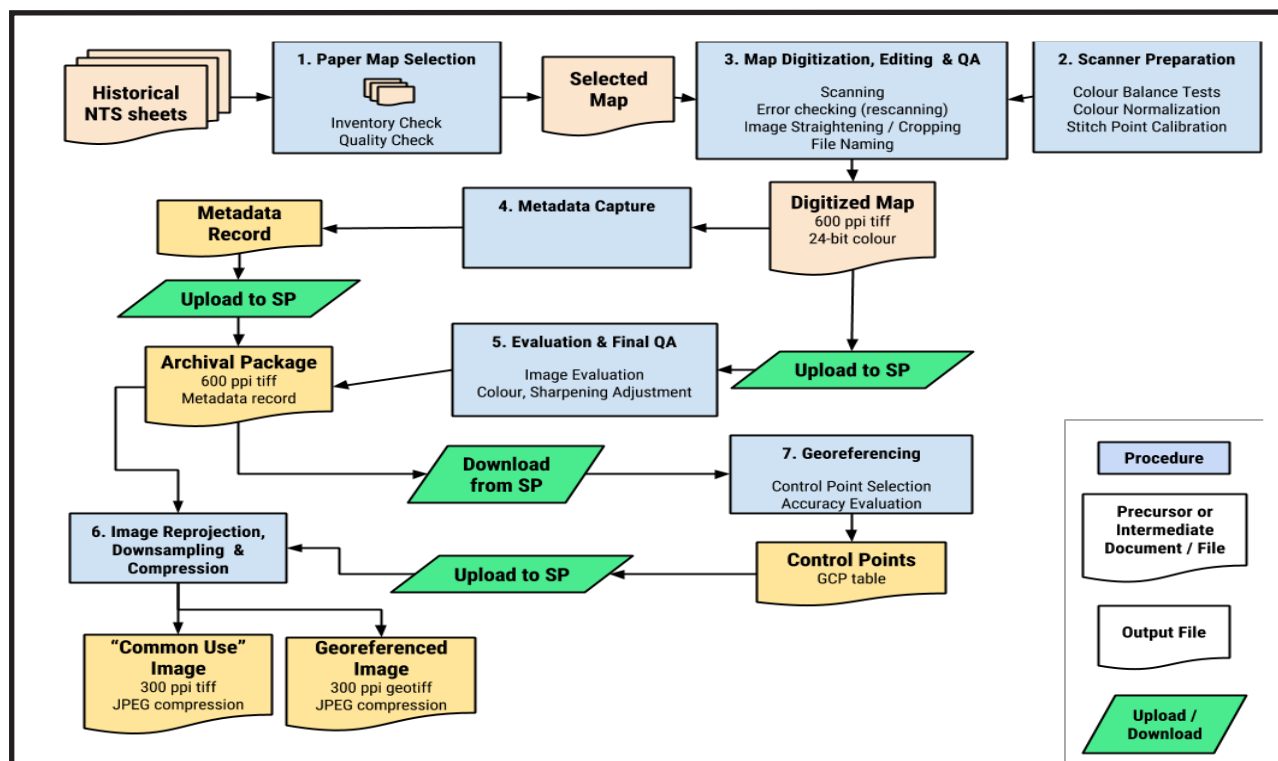 Historical
NTS sheets
1. Paper Map Selection
Inventory Check
Quality Check
Selected
Map
3. Map Digitization, Editing & QA
Scanning
Error checking (rescanning)
Image Straightening / Cropping
File Naming
2. Scanner Preparation
Colour Balance Tests
Colour Normalization
Stitch Point Calibration
Metadata
Record
4. Metadata Capture
Digitized Map
600 ppi tiff
24-bit colour
Upload to SP
Archival Package
600 ppi tiff
Metadata record
5. Evaluation & Final QA
Image Evaluation
Colour, Sharpening Adjustment
Upload to SP
Download
from SP
7. Georeferencing
Control Point Selection
Accuracy Evaluation
6. Image Reprojection,
Downsampling &
Compression
Upload to SP
Control Points
GCP table
“Common Use”
Image
300 ppi tiff
JPEG compression
Georeferenced
Image
300 ppi geotiff
JPEG compression
Procedure
Precursor or
Intermediate
Document / File
Output File
Upload /
Download